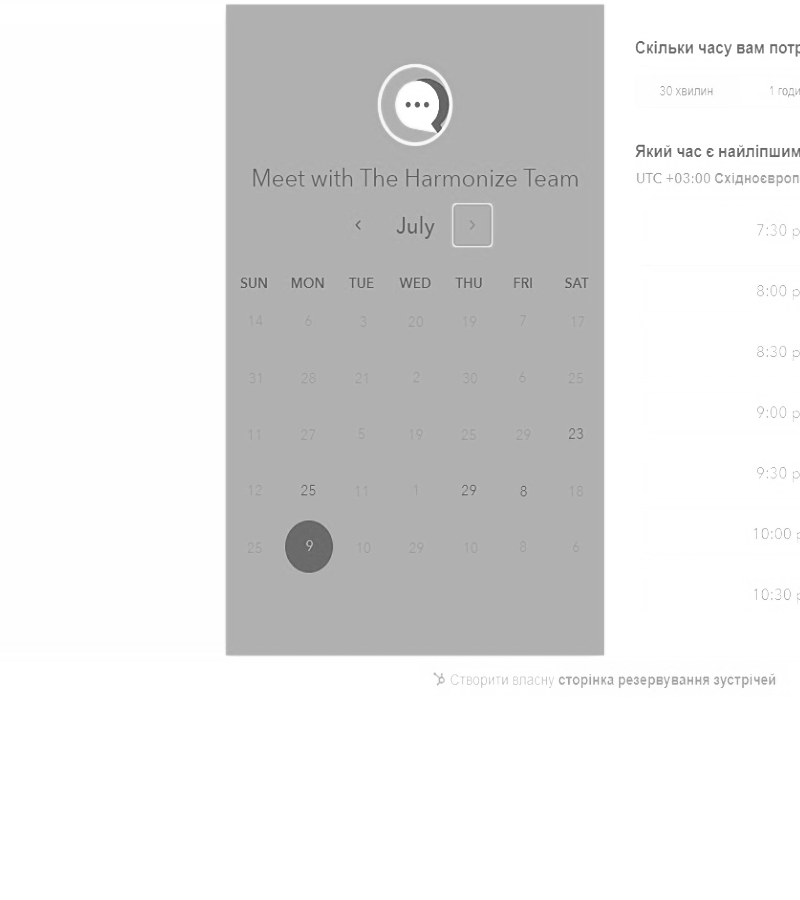 Meet with The Harmonize Team
July
SUN MON TUE WED THU FRI SAT
14 6 3 20 19 7 17
31 28 21 2 30 6 25
11 27 5 19 25 29 23
12 25 11 1 29 8 18
25 9 10 29 10 8 6
Скільки часу вам
30 хвилин 1
Який час є найліпшим
UTC +03:00
7:30
8:00
8:30
9:00
9:30
10:00
10:30
Створити власну сторінка резервування зустрічей